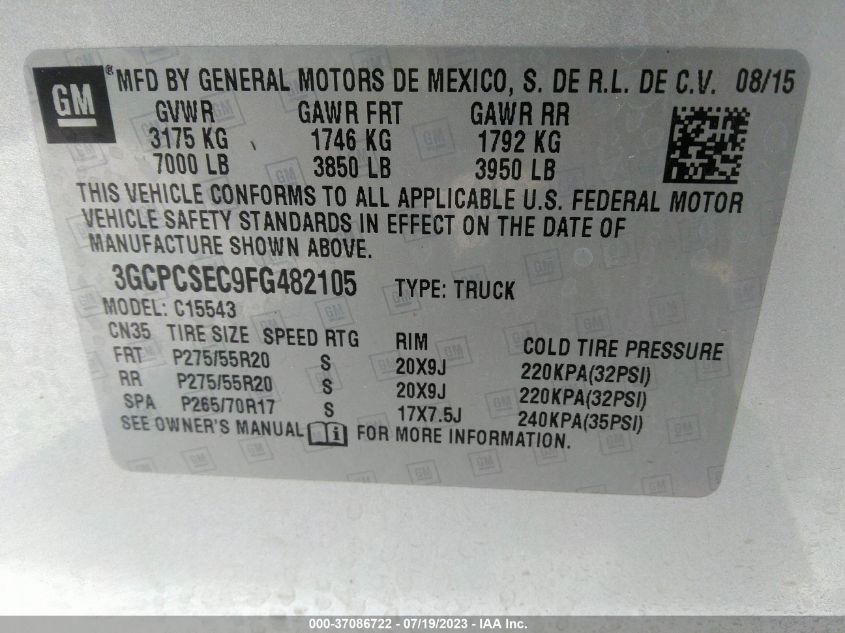 GM ® MFD BY GENERAL MOTORS DE MEXICO, S. DE R.L. DE C.V. 08/15
GVWR GAWR FRT GAWR RR
3175 KG 1746 KG 1792 KG
7000 LB 3850 LB 3950 LB
THIS VEHICLE CONFORMS TO ALL APPLICABLE U.S. FEDERAL MOTOR
VEHICLE SAFETY STANDARDS IN EFFECT ON THE DATE OF
MANUFACTURE SHOWN ABOVE.
3GCPCSEC9FG482105 TYPE: TRUCK
MODEL: C15543
CN35 TIRE SIZE SPEED RTG RIM COLD TIRE PRESSURE
FRT P275/55R20 S 20X9J 220KPA(32PSI)
RR P275/55R20 S 20X9J 220KPA(32PSI)
SPA P265/70R17 S 17X7.5J 240KPA(35PSI)
SEE OWNER'S MANUAL i FOR MORE INFORMATION.
000-37086722 - 07/19/2023 - IAA Inc.